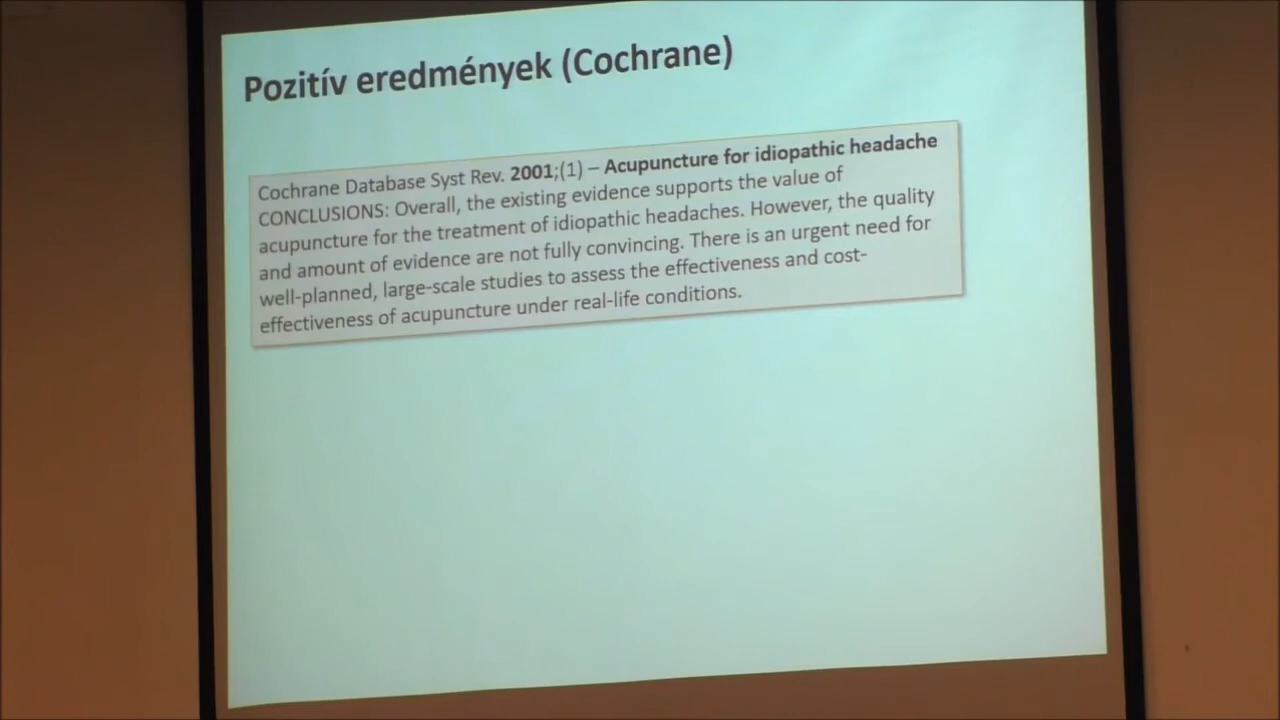 Pozitív eredmények (Cochrane)
Cochrane Database Syst Rev. 2001;(1) – Acupuncture for idiopathic headache
CONCLUSIONS: Overall, the existing evidence supports the value of
acupuncture for the treatment of idiopathic headaches. However, the quality
and amount of evidence are not fully convincing. There is an urgent need for
well-planned, large-scale studies to assess the effectiveness and cost-
effectiveness of acupuncture under real-life conditions.